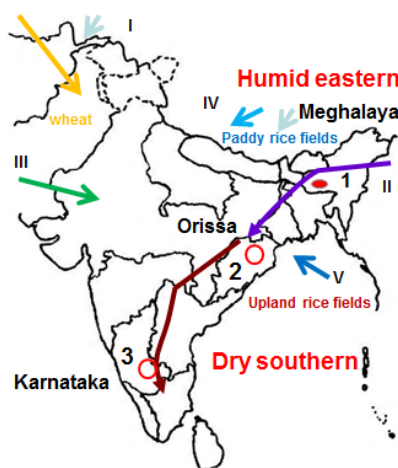 I
Humid eastern
IV
Meghalaya
wheat
Paddy rice fields
III
1
II
Orissa
2
V
Upland rice fields
3
Dry southern
Karnataka